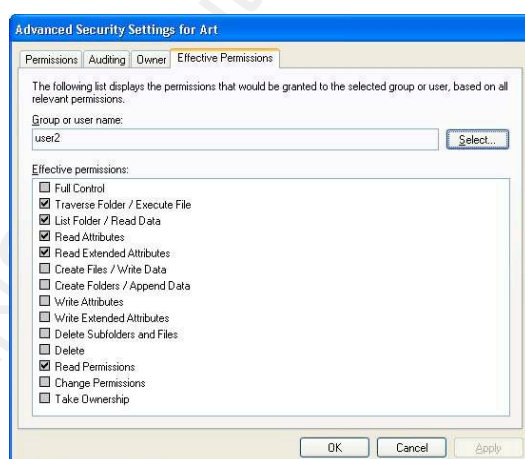 Advanced Security Settings for Art
Permissions Auditing Owner Effective Permissions
The following list displays the permissions that would be granted to the selected group or user, based on all
relevant permissions.
Group or user name:
user2
Select...
Effective permissions:
Full Control
Traverse Folder / Execute File
List Folder / Read Data
Read Attributes
Read Extended Attributes
Create Files / Write Data
Create Folders / Append Data
Write Attributes
Write Extended Attributes
Delete Subfolders and Files
Delete
Read Permissions
Change Permissions
Take Ownership
OK Cancel Apply